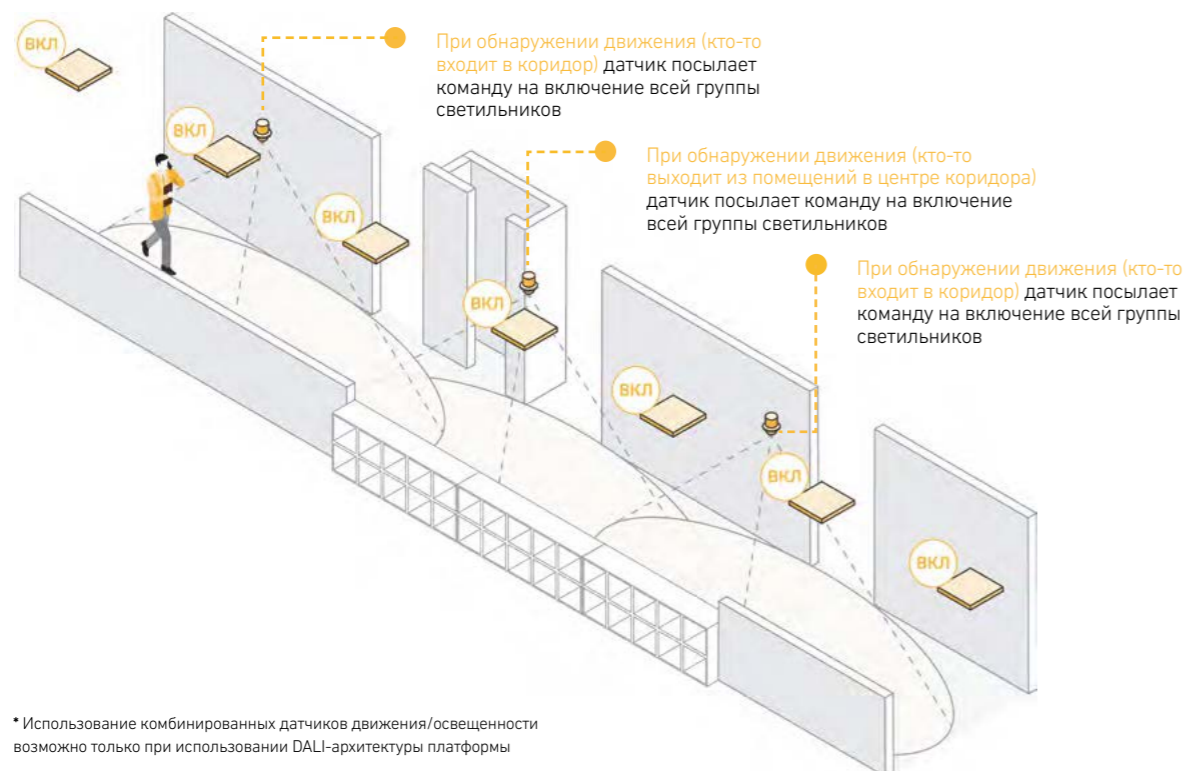 ВКЛ
При обнаружении движения (кто-то
входит в коридор) датчик посылает
команду на включение всей группы
светильников
ВКЛ
При обнаружении движения (кто-то
выходит из помещений в центре коридора)
датчик посылает команду на включение
всей группы светильников
ВКЛ
При обнаружении движения (кто-то
входит в коридор) датчик посылает
команду на включение всей группы
светильников
ВКЛ
ВКЛ
ВКЛ
ВКЛ
* Использование комбинированных датчиков движения/освещенности
возможно только при использовании DALI-архитектуры платформы